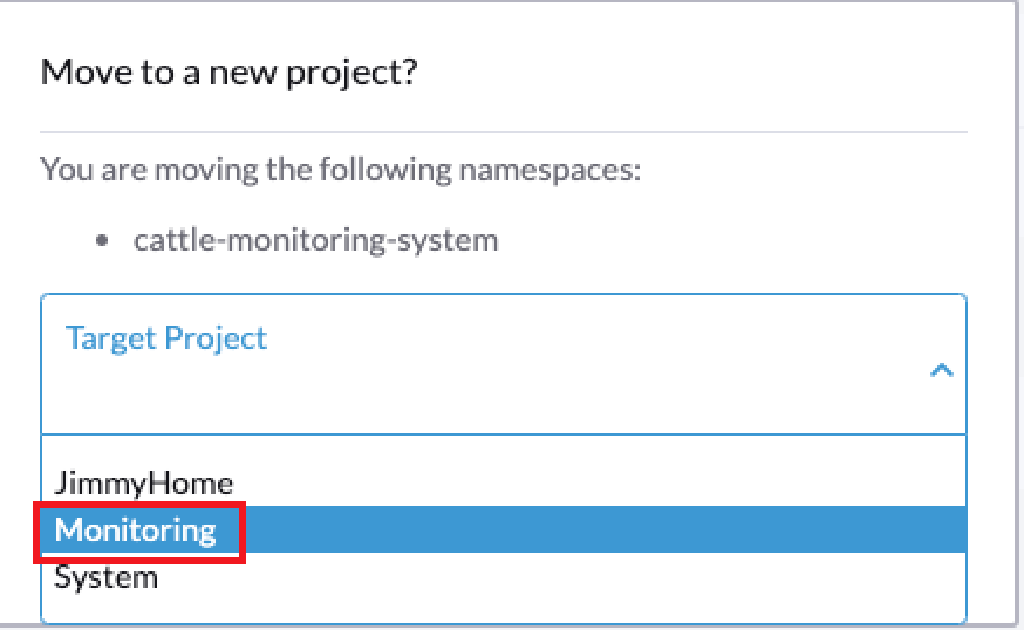 Move to a new project?
You are moving the following namespaces:
• cattle-monitoring-system
Target Project
JimmyHome
Monitoring
System